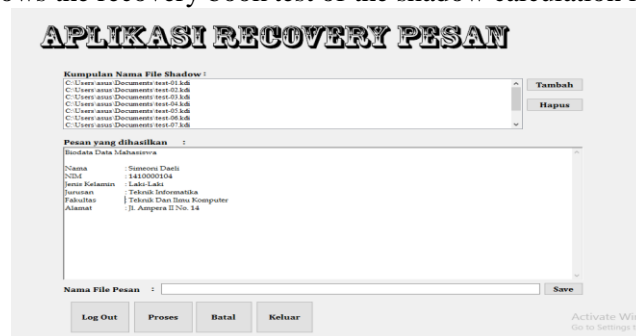 ows the recovery book test of the shadow calculation r
APLIKASI RECOVERY PESAN
Kumpulan Nama File Shadow :
C:\Users\asus\Documents\test-01.kdi
C:\Users\asus\Documents\test-02.kdi
C:\Users\asus\Documents\test-03.kdi
C:\Users\asus\Documents\test-04.kdi
C:\Users\asus\Documents\test-05.kdi
C:\Users\asus\Documents\test-06.kdi
C:\Users\asus\Documents\test-07.kdi
Tambah
Hapus
Pesan yang dihasilkan :
Biodata Data Mahasiswa
Nama : Simeoni Daeli
NIM : 1410000104
Jenis Kelamin : Laki-Laki
Jurusan : Teknik Informatika
Fakultas : Teknik Dan Ilmu Komputer
Alamat : Jl. Ampera II No. 14
Nama File Pesan :
Save
Log Out
Proses
Batal
Keluar
Activate Win
Go to Settings t